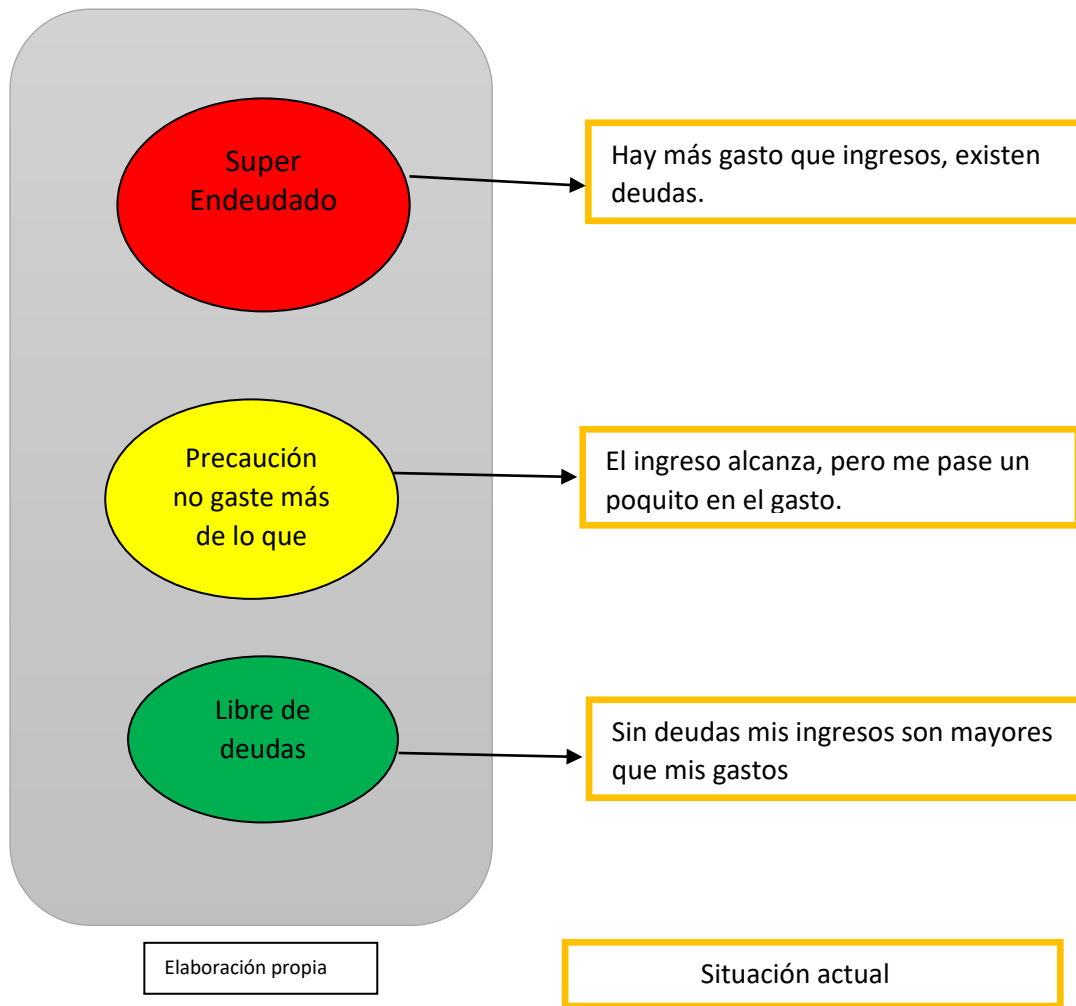 Super
Endeudado
Hay más gasto que ingresos, existen
deudas.
Precaución
no gaste más
de lo que
El ingreso alcanza, pero me pase un
poquito en el gasto.
Libre de
deudas
Sin deudas mis ingresos son mayores
que mis gastos
Elaboración propia
Situación actual